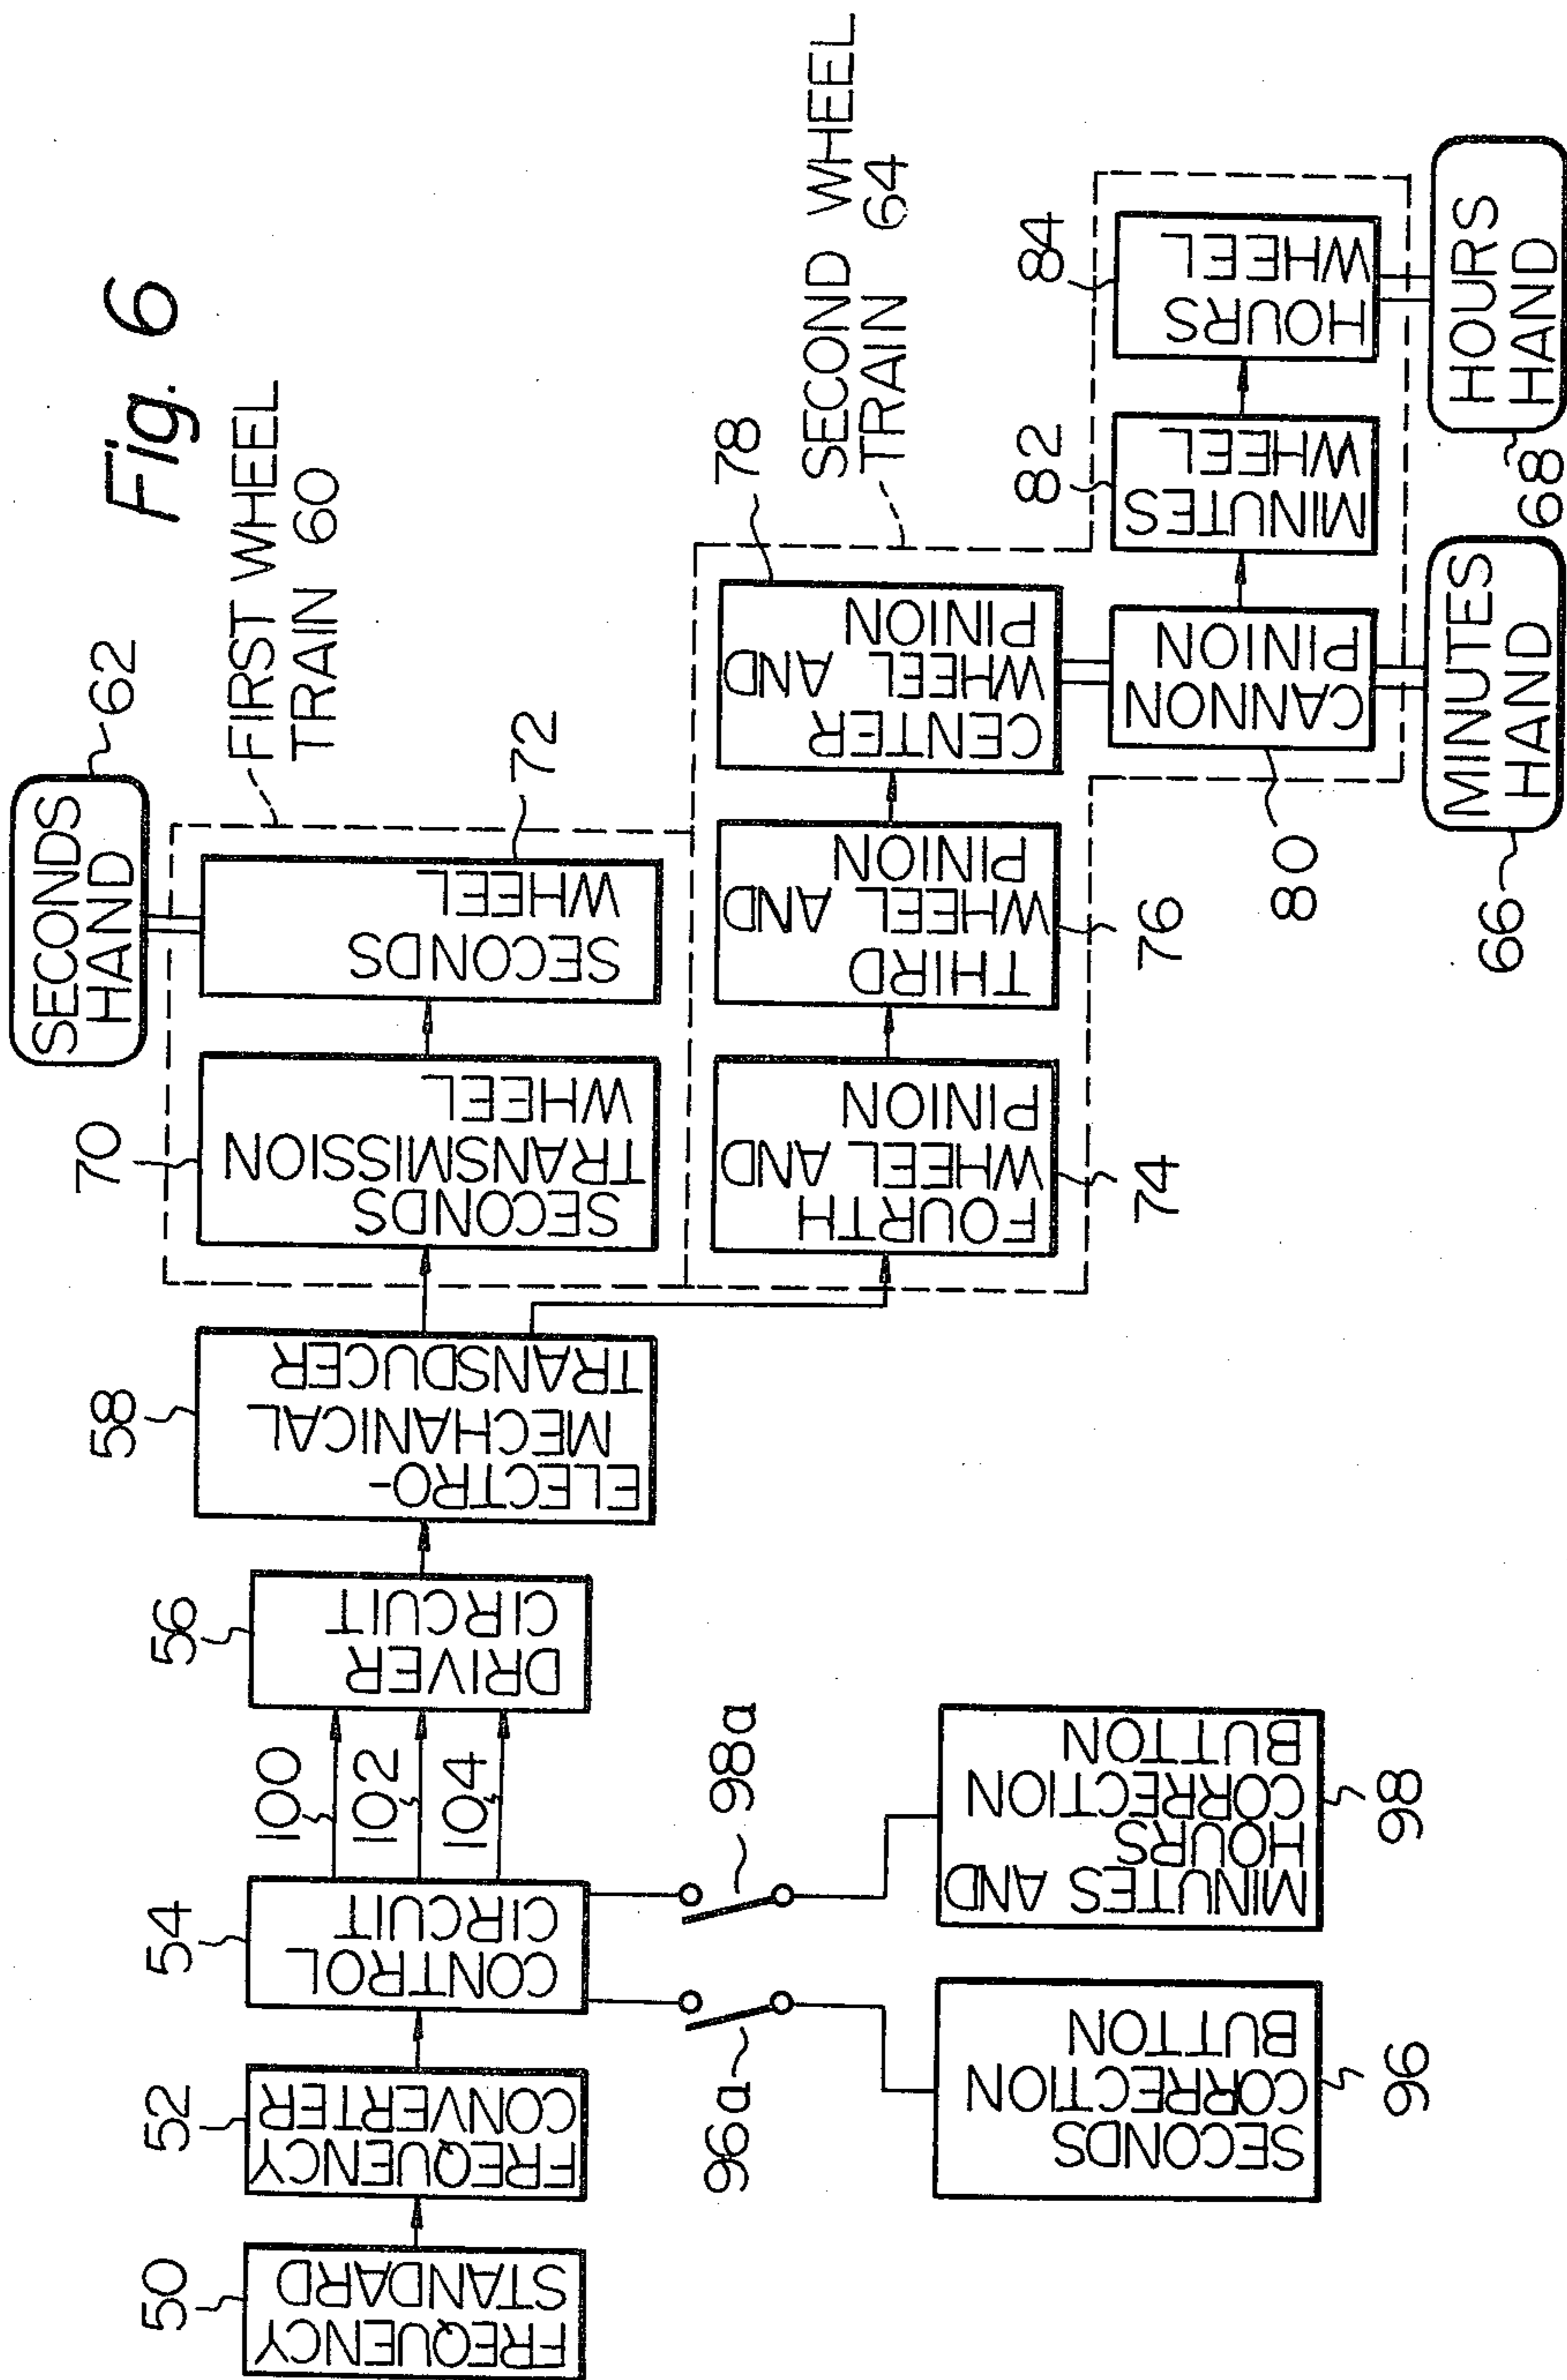 Fig. 6
50
FREQUENCY
STANDARD
52
FREQUENCY
CONVERTER
54
CONTROL
CIRCUIT
100
102
104
56
DRIVER
CIRCUIT
58
ELECTRO-
MECHANICAL
TRANSDUCER
70
SECONDS
TRANSMISSION
WHEEL
72
SECONDS
WHEEL
SECONDS
HAND
62
FIRST WHEEL
TRAIN 60
74
FOURTH
WHEEL AND
PINION
76
THIRD
WHEEL AND
PINION
78
CENTER
WHEEL AND
PINION
SECOND WHEEL
TRAIN 64
80
CANNON
PINION
82
MINUTES
WHEEL
84
HOURS
WHEEL
66
MINUTES
HAND
68
HOURS
HAND
96a
98a
SECONDS
CORRECTION
BUTTON
96
MINUTES AND
HOURS
CORRECTION
BUTTON
98